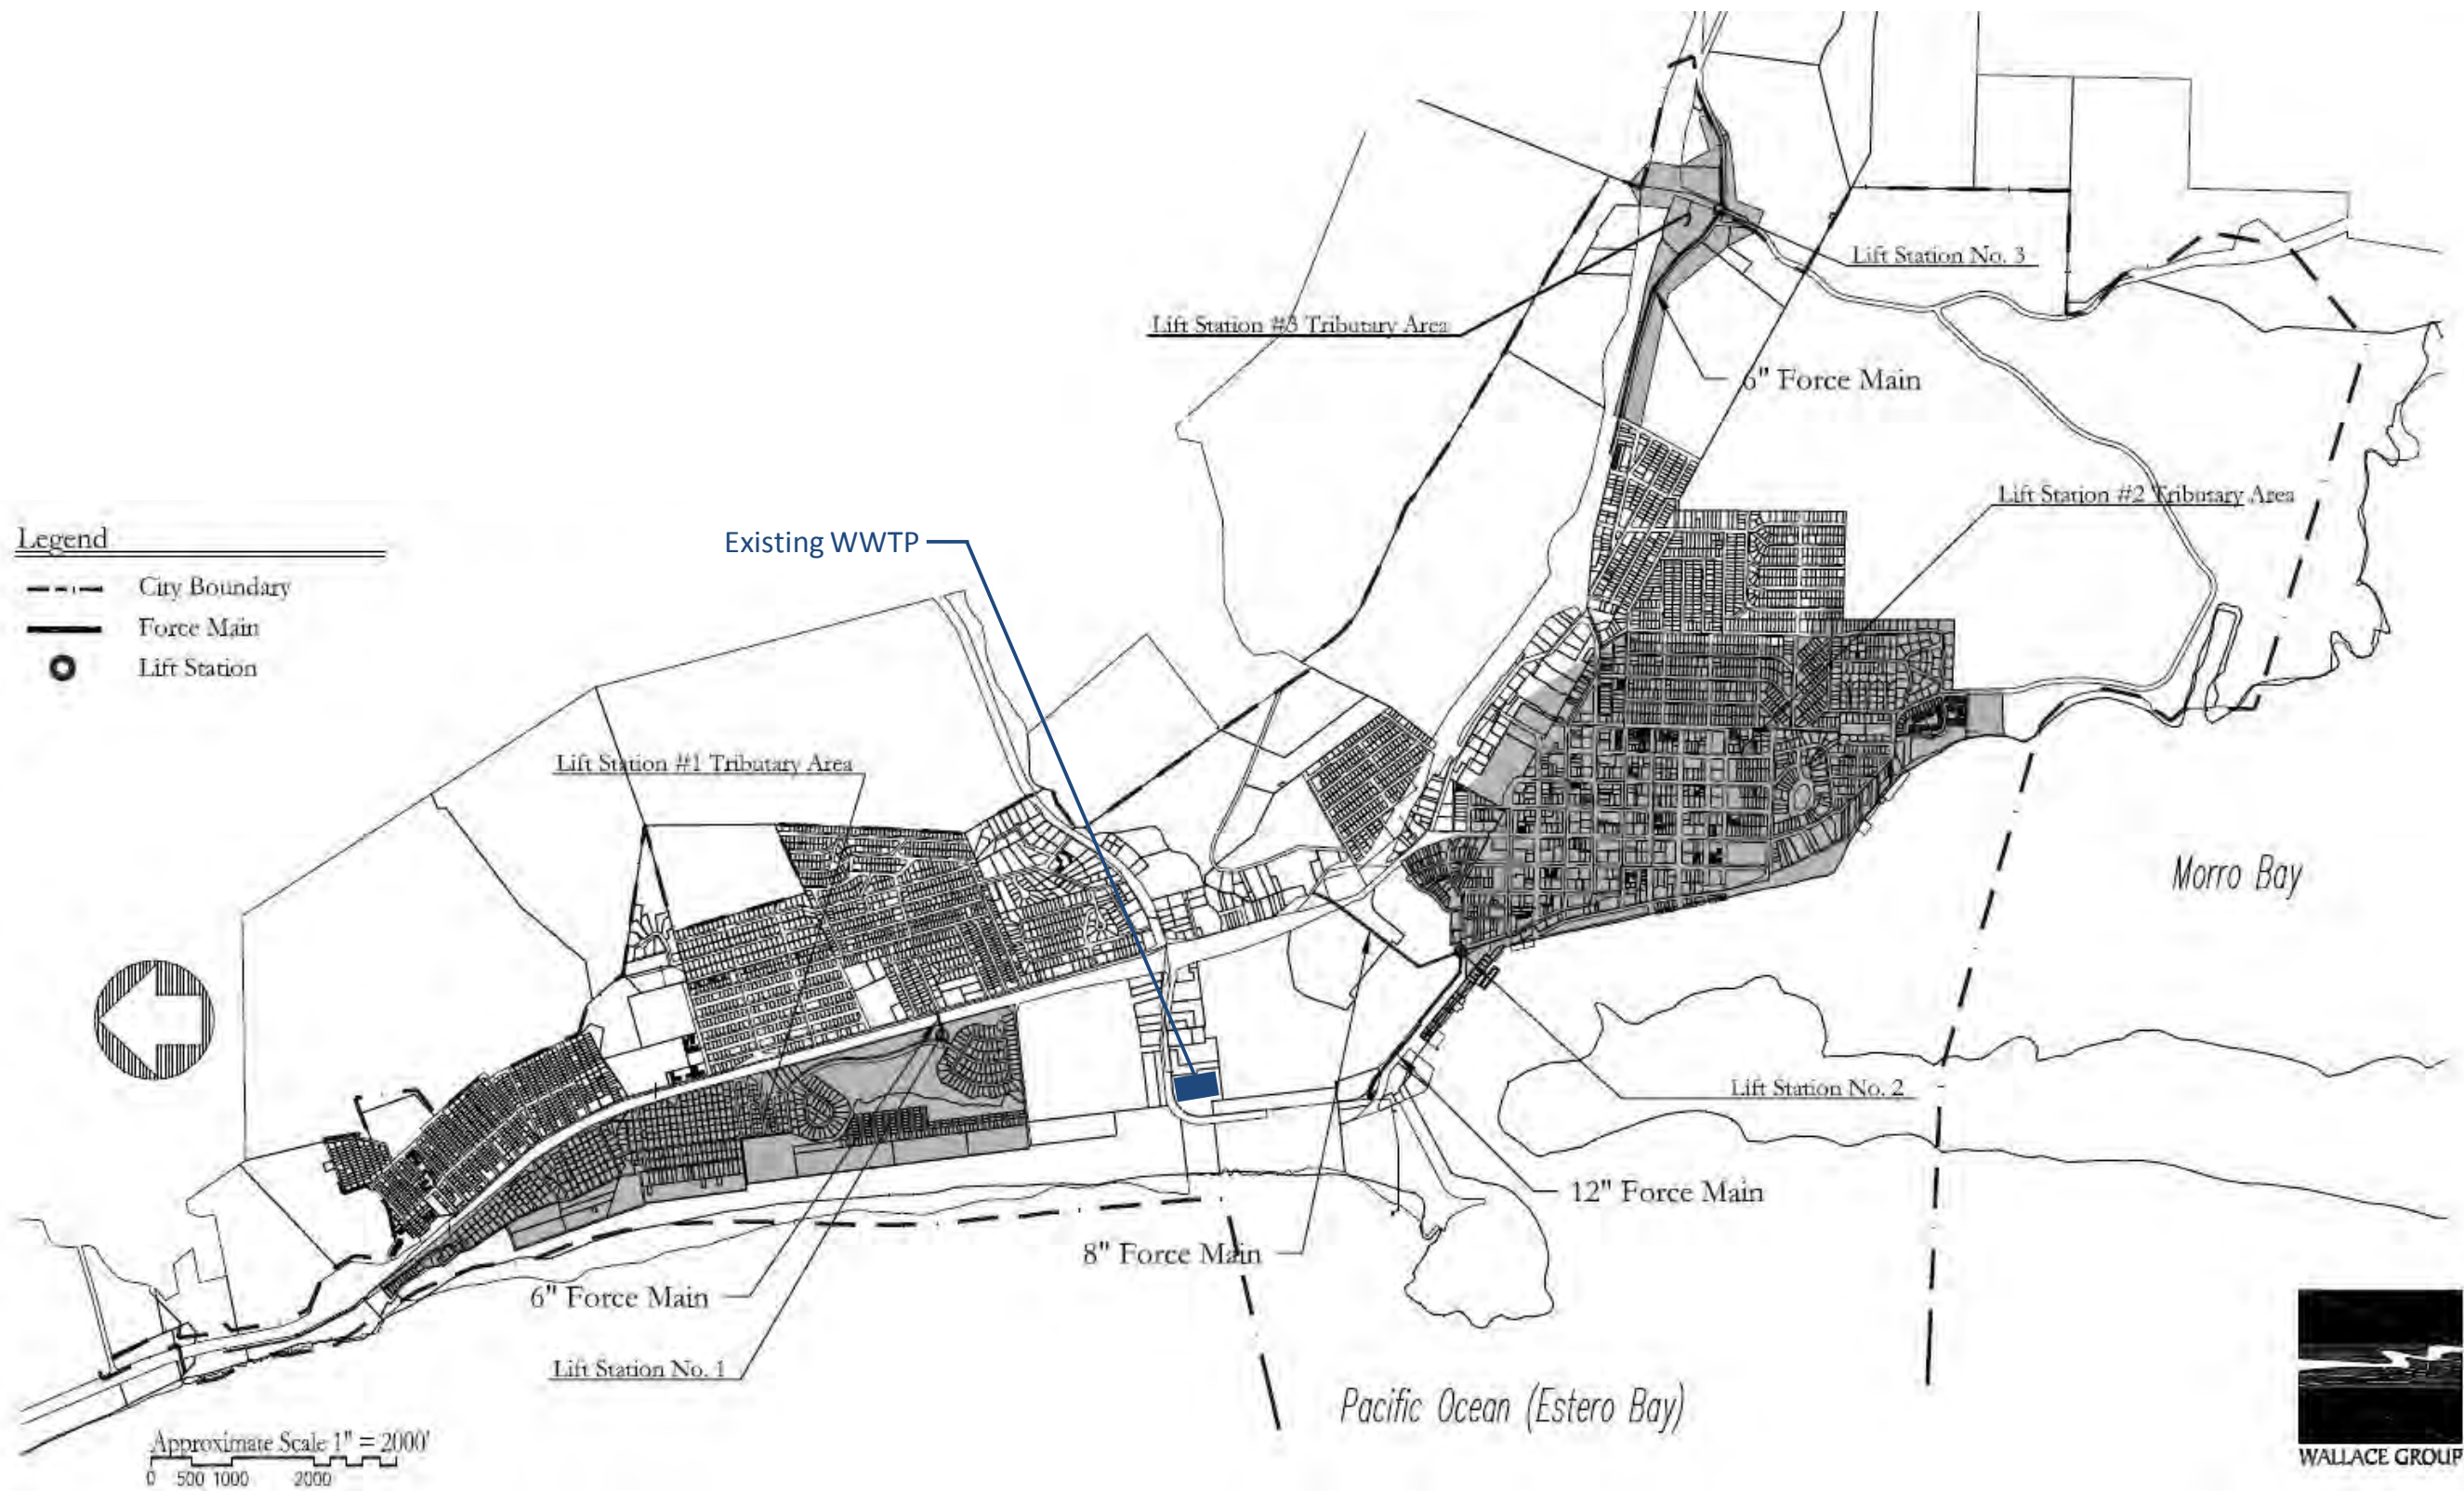 Lift Station No. 3
Lift Station #3 Tributary Area
6" Force Main
Lift Station #2 Tributary Area
Legend
City Boundary
Force Main
Lift Station
Existing WWTP
Lift Station #1 Tributary Area
Morro Bay
Lift Station No. 2
12" Force Main
8" Force Main
6" Force Main
Lift Station No. 1
Pacific Ocean (Estero Bay)
Approximate Scale 1" = 2000'
0 500 1000 2000
WALLACE GROUP